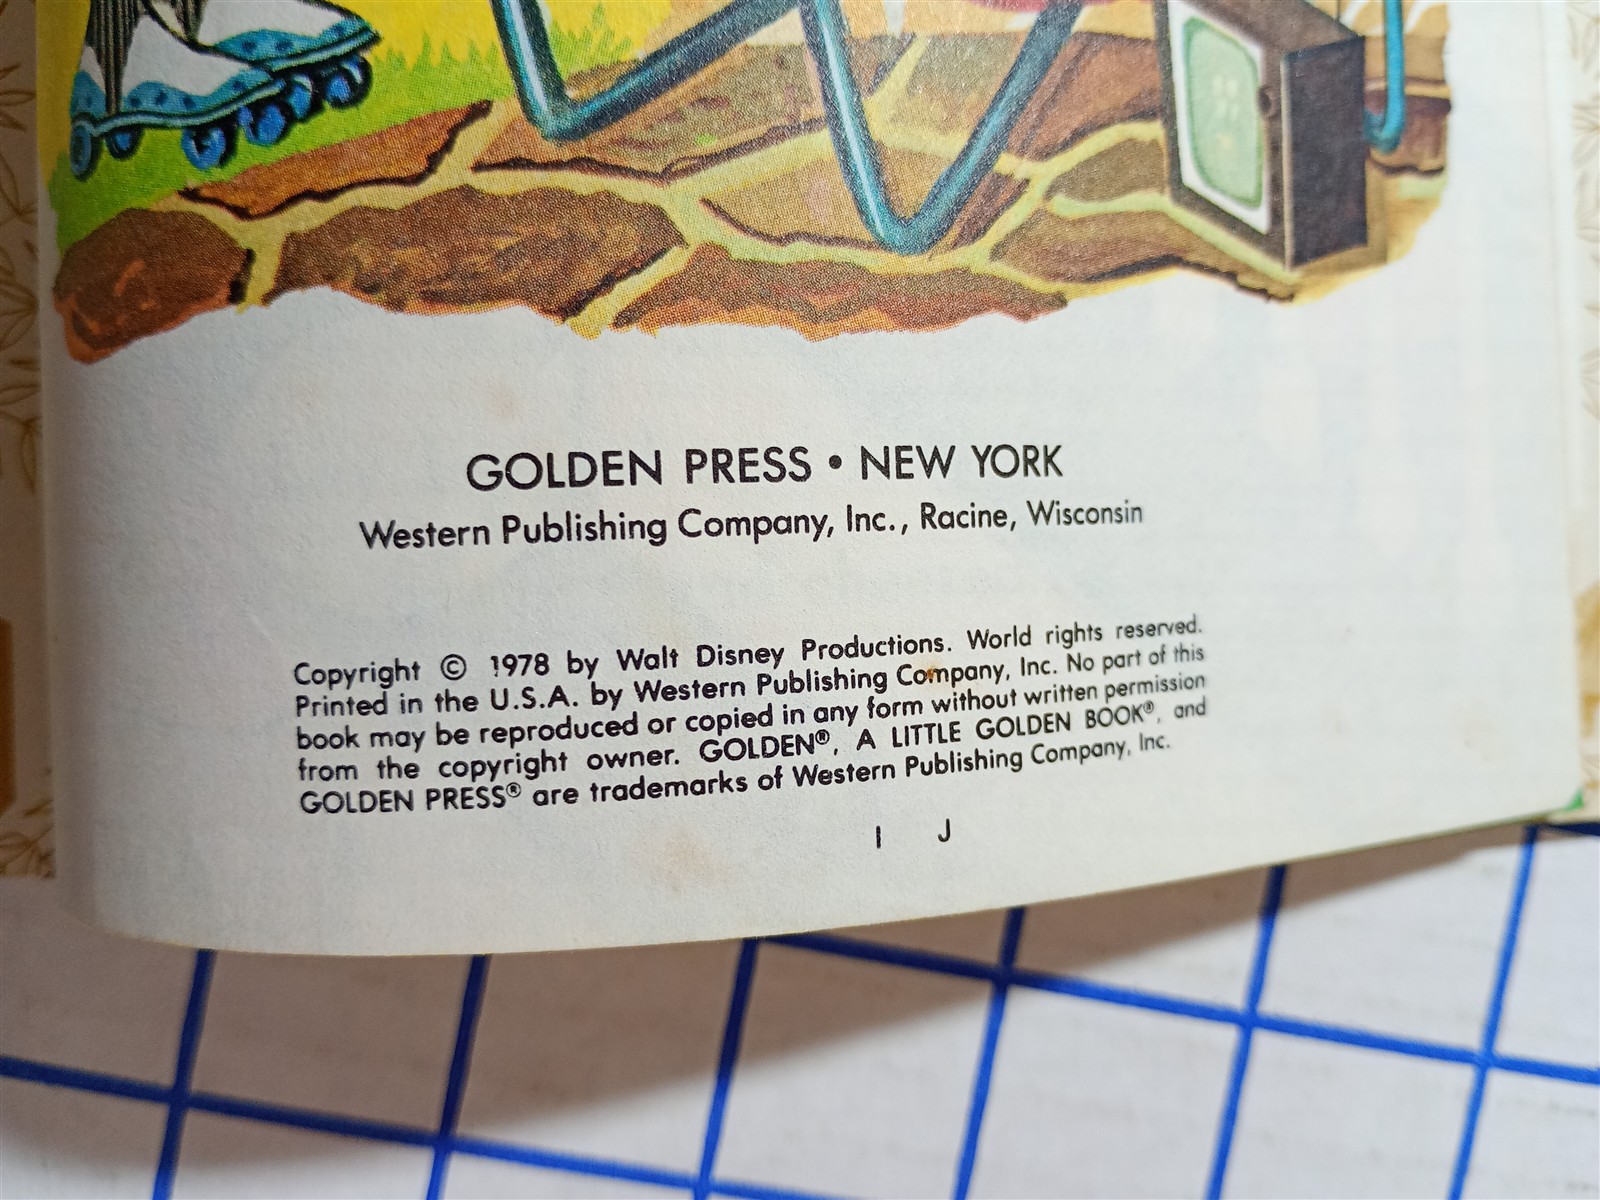 GOLDEN PRESS • NEW YORK
Western Publishing Company, Inc., Racine, Wisconsin
Copyright © 1978 by Walt Disney Productions. World rights reserved.
Printed in the U.S.A. by Western Publishing Company, Inc. No part of this
book may be reproduced or copied in any form without written permission
from the copyright owner. GOLDEN®, A LITTLE GOLDEN BOOK®, and
GOLDEN PRESS® are trademarks of Western Publishing Company, Inc.
I J